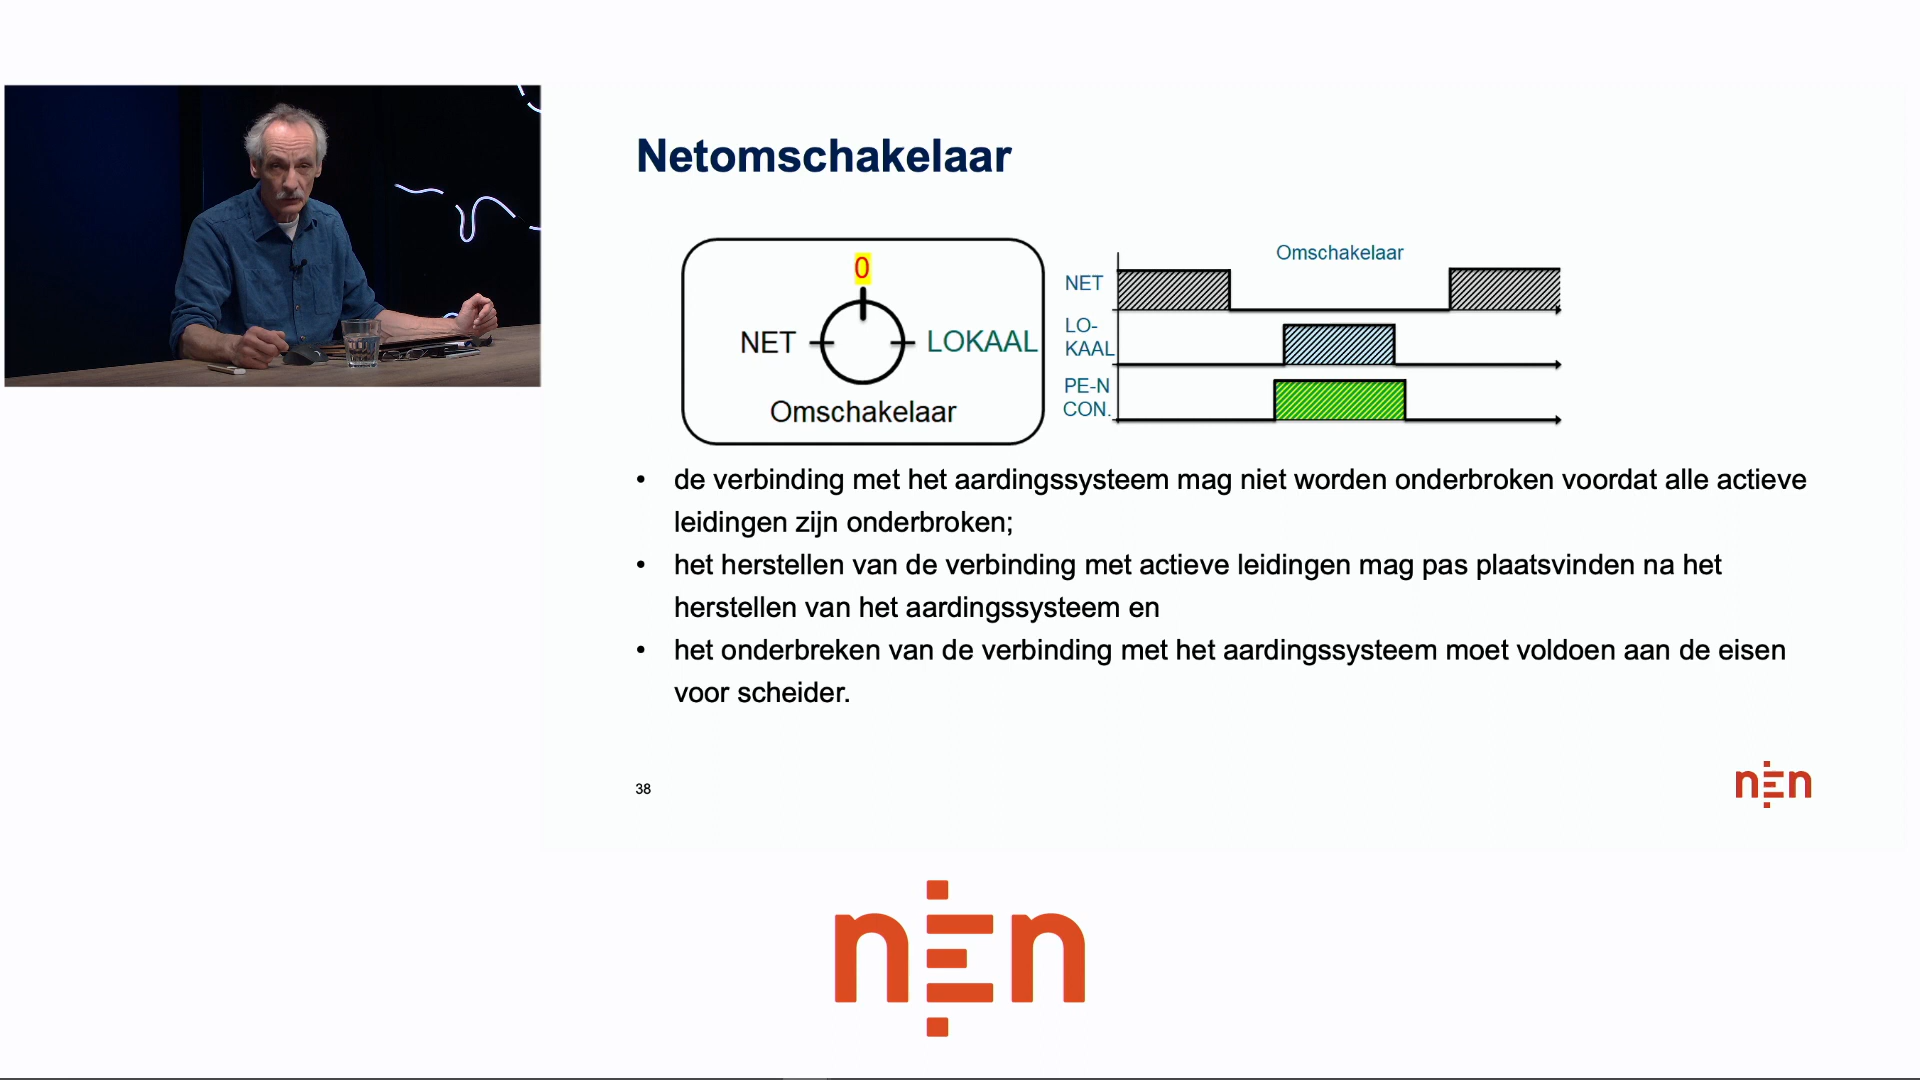 Netomschakelaar
0
NET
LOKAAL
Omschakelaar
Omschakelaar
NET
LO-
KAAL
PE-N
CON.
• de verbinding met het aardingssysteem mag niet worden onderbroken voordat alle actieve
leidingen zijn onderbroken;
• het herstellen van de verbinding met actieve leidingen mag pas plaatsvinden na het
herstellen van het aardingssysteem en
• het onderbreken van de verbinding met het aardingssysteem moet voldoen aan de eisen
voor scheider.
38
nEn
nEn